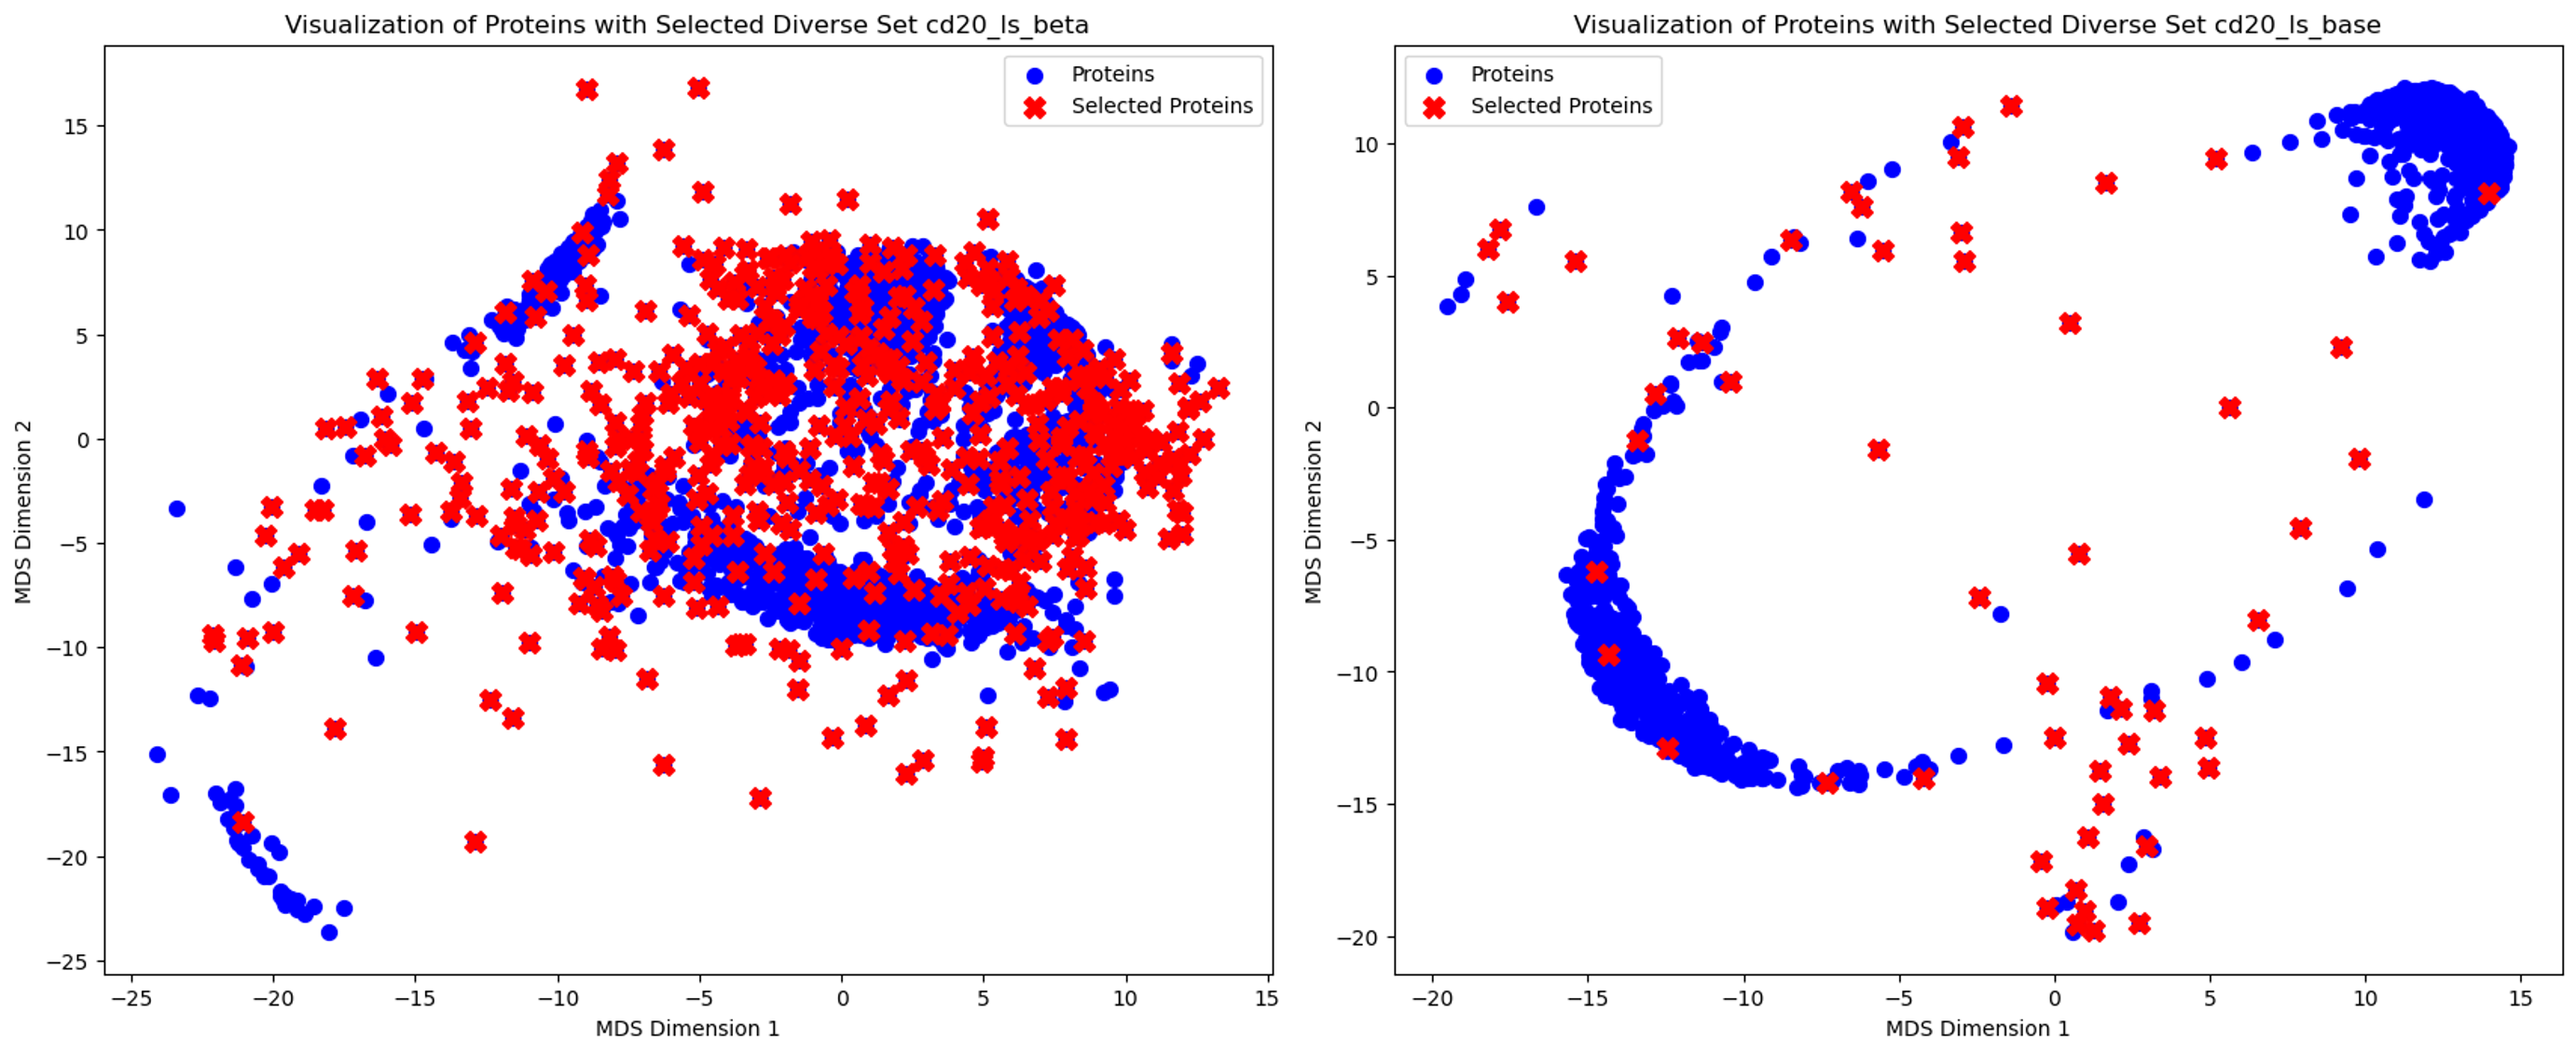 Visualization of Proteins with Selected Diverse Set cd20_ls_beta
Proteins
Selected Proteins
15
10
5
0
−5
−10
−15
−20
−25
MDS Dimension 2
−25 −20 −15 −10 −5 0 5 10 15
MDS Dimension 1
Visualization of Proteins with Selected Diverse Set cd20_ls_base
Proteins
Selected Proteins
10
5
0
−5
−10
−15
−20
MDS Dimension 2
−20 −15 −10 −5 0 5 10 15
MDS Dimension 1